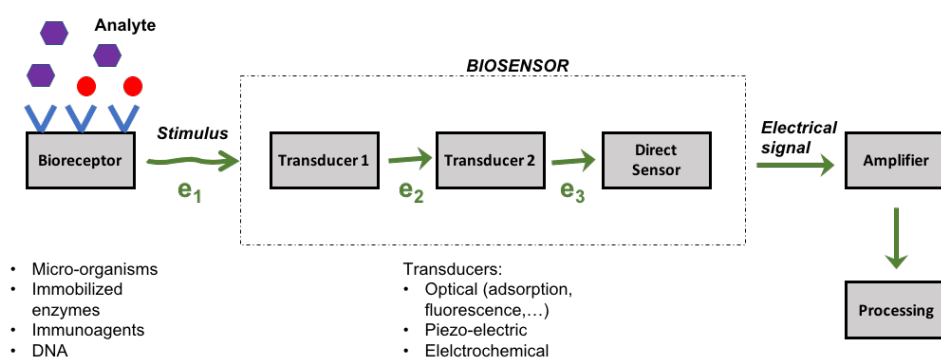 Analyte
BIOSENSOR
Bioreceptor
Stimulus
e1
Transducer 1
e2
Transducer 2
e3
Direct
Sensor
Electrical
signal
Amplifier
Processing
• Micro-organisms
• Immobilized
enzymes
• Immunoagents
• DNA
Transducers:
• Optical (adsorption,
fluorescence,...)
• Piezo-electric
• Elelctrochemical